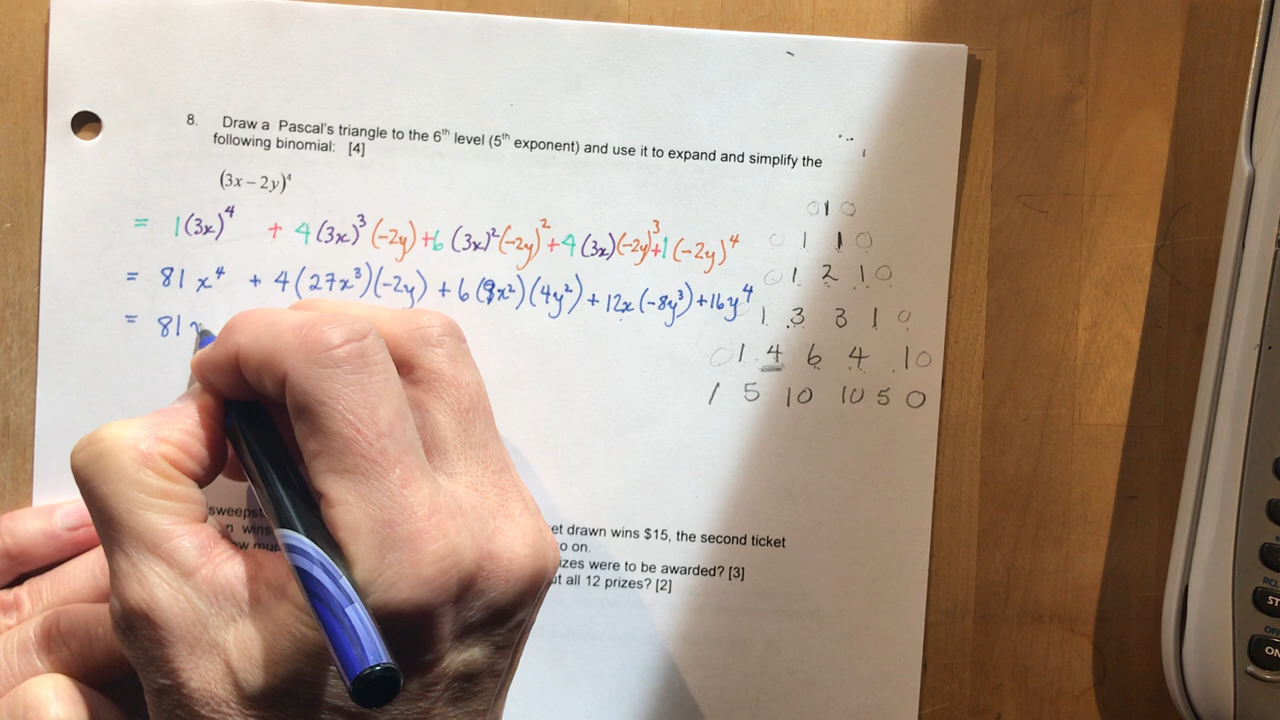 8. Draw a Pascal's triangle to the 6th level (5th exponent) and use it to expand and simplify the
following binomial: [4]
(3x – 2y)⁴
= 1(3x)⁴ + 4(3x)³(-2y) + 6(3x)²(-2y)² + 4(3x)(-2y)³ + 1(-2y)⁴
= 81x⁴ + 4(27x³)(-2y) + 6(9x²)(4y²) + 12x(-8y³) + 16y⁴
= 81x
0 1 0
0 1 1 0
0 1 2 1 0
1 3 3 1 0
0 1 4 6 4 1 0
1 5 10 10 5 0
n wins
et drawn wins $15, the second ticket
o on.
izes were to be awarded? [3]
ut all 12 prizes? [2]
ST
ON